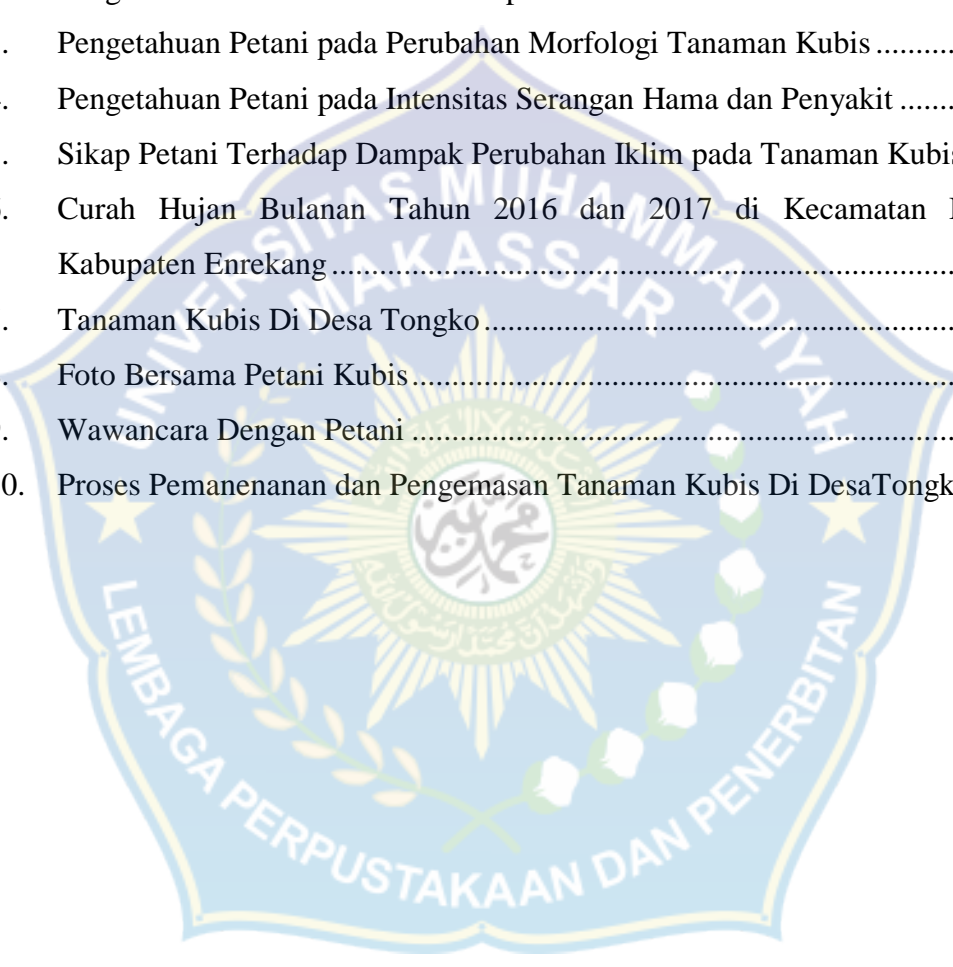 .	Pengetahuan Petani pada Perubahan Morfologi Tanaman Kubis ..........
.	Pengetahuan Petani pada Intensitas Serangan Hama dan Penyakit .......
.	Sikap Petani Terhadap Dampak Perubahan Iklim pada Tanaman Kubis
.	Curah Hujan Bulanan Tahun 2016 dan 2017 di Kecamatan
Kabupaten Enrekang ...............................................................................
.	Tanaman Kubis Di Desa Tongko ...........................................................
.	Foto Bersama Petani Kubis .....................................................................
.	Wawancara Dengan Petani .....................................................................
0.	Proses Pemanenanan dan Pengemasan Tanaman Kubis Di DesaTongk
UNIVERSITAS MUHAMMADIYAH
MAKASSAR
LEMBAGA PERPUSTAKAAN DAN PENERBITAN